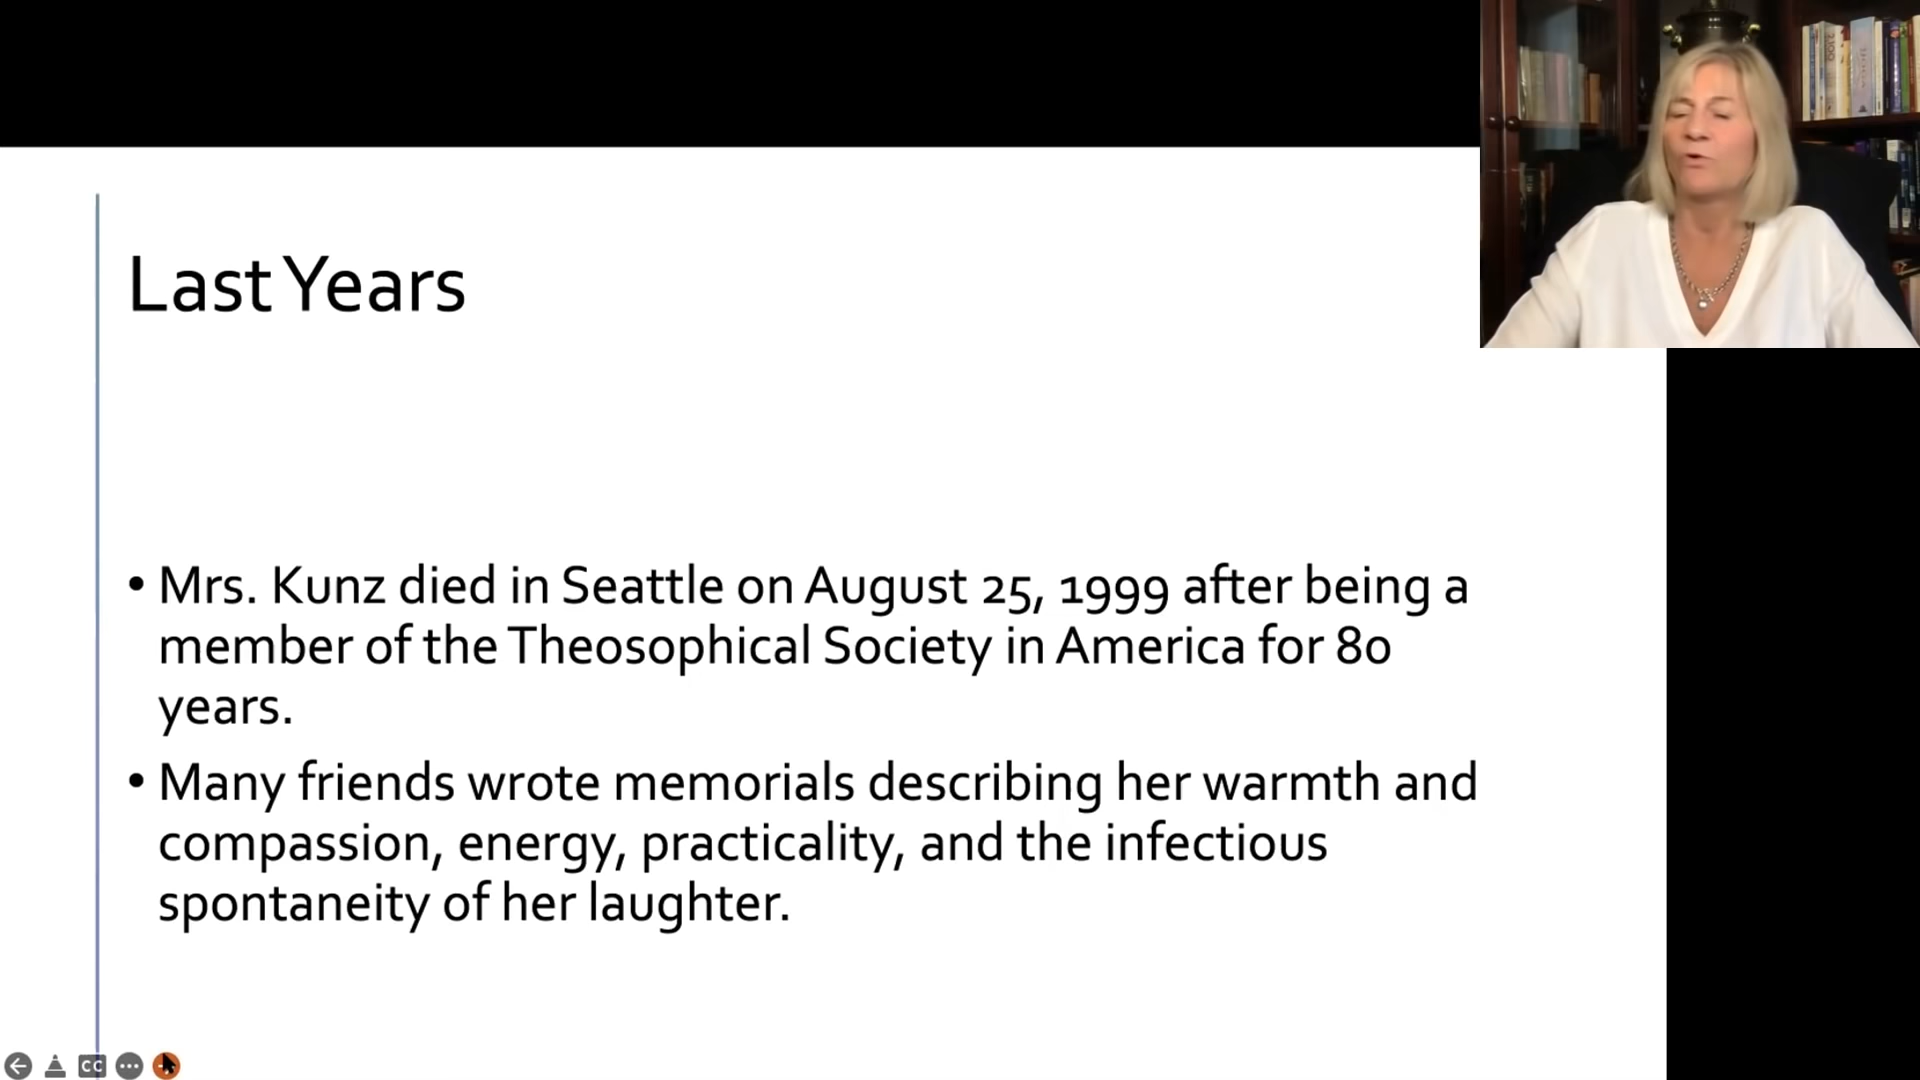 Last Years
• Mrs. Kunz died in Seattle on August 25, 1999 after being a
member of the Theosophical Society in America for 80
years.
• Many friends wrote memorials describing her warmth and
compassion, energy, practicality, and the infectious
spontaneity of her laughter.
CC